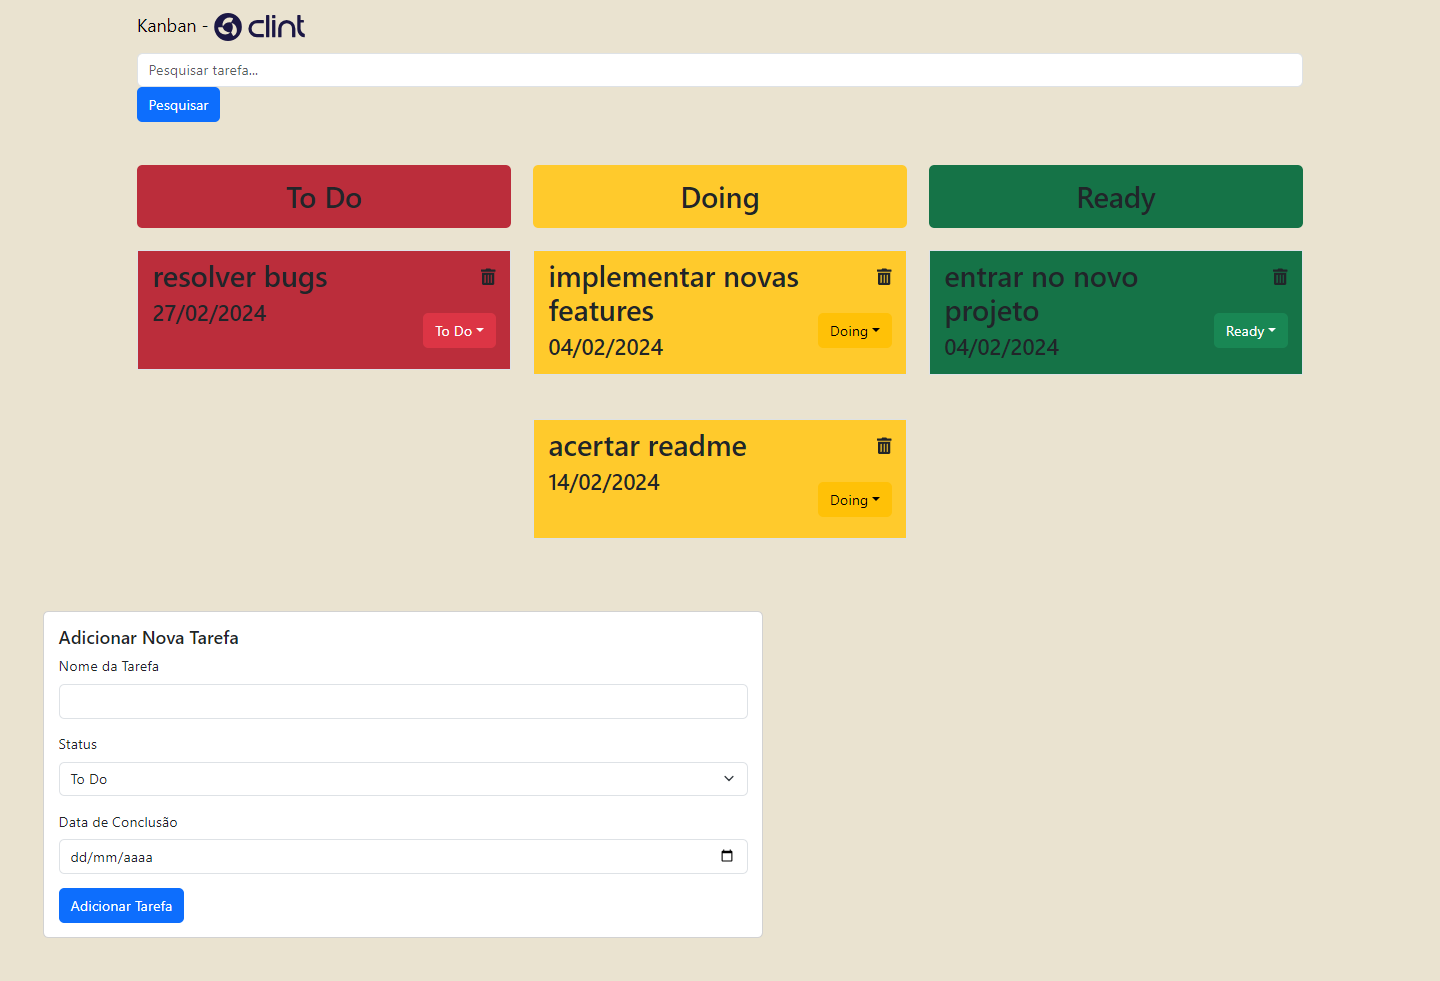 Kanban - clint
Pesquisar tarefa...
Pesquisar
To Do
resolver bugs
27/02/2024
To Do
Doing
implementar novas
features
04/02/2024
Doing
acertar readme
14/02/2024
Doing
Ready
entrar no novo
projeto
04/02/2024
Ready
Adicionar Nova Tarefa
Nome da Tarefa
Status
To Do
Data de Conclusão
dd/mm/aaaa
Adicionar Tarefa